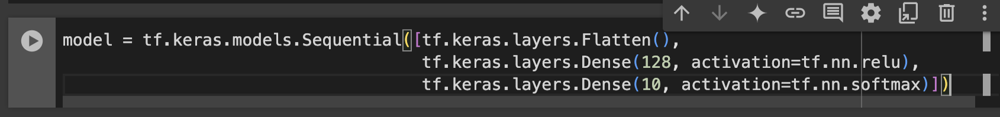 model = tf.keras.models.Sequential([tf.keras.layers.Flatten(),
tf.keras.layers.Dense(128, activation=tf.nn.relu),
tf.keras.layers.Dense(10, activation=tf.nn.softmax)])